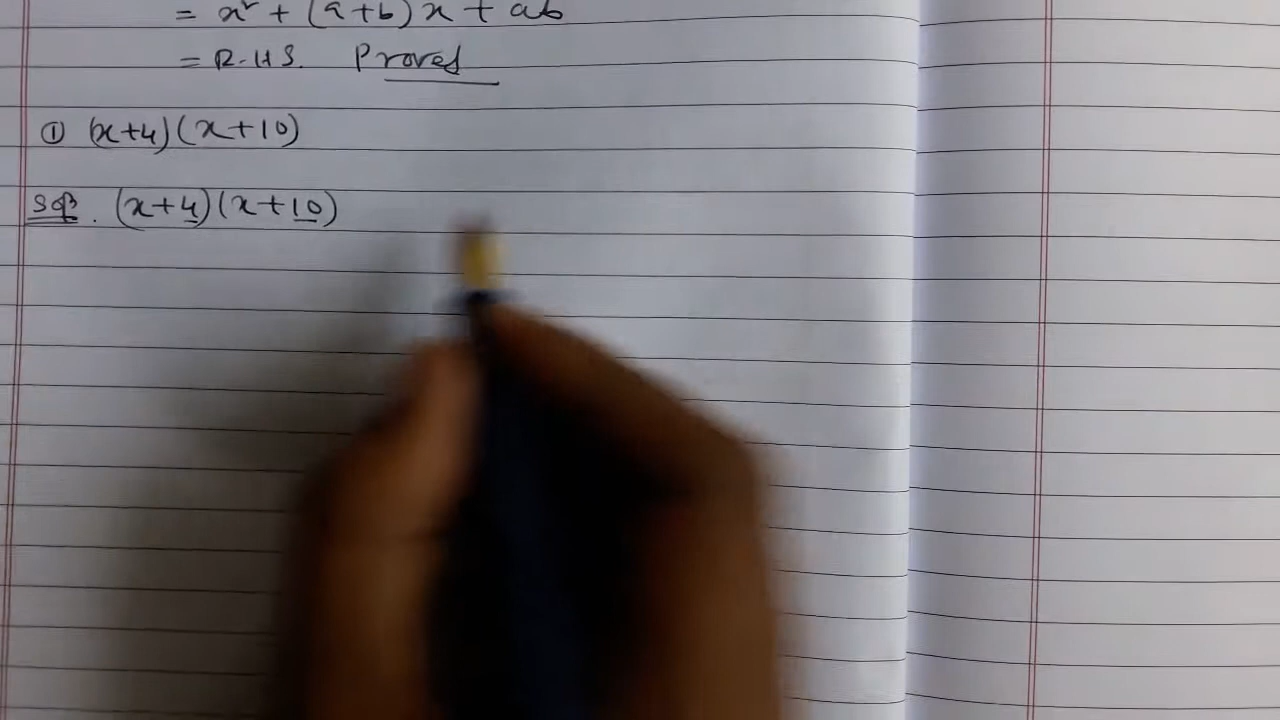 = x² + (a+b)x + ab
= R.H.S. Proved
① (x+4)(x+10)
Sol. (x+4)(x+10)